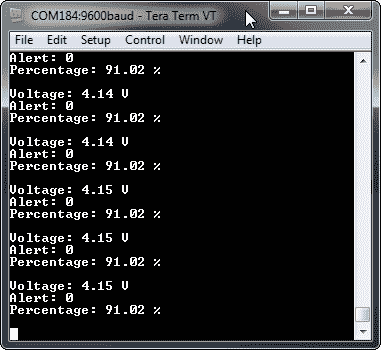 COM184:9600baud - Tera Term VT
File Edit Setup Control Window Help
Alert: 0
Percentage: 91.02 %
Voltage: 4.14 V
Alert: 0
Percentage: 91.02 %
Voltage: 4.14 V
Alert: 0
Percentage: 91.02 %
Voltage: 4.15 V
Alert: 0
Percentage: 91.02 %
Voltage: 4.15 V
Alert: 0
Percentage: 91.02 %
Voltage: 4.15 V
Alert: 0
Percentage: 91.02 %